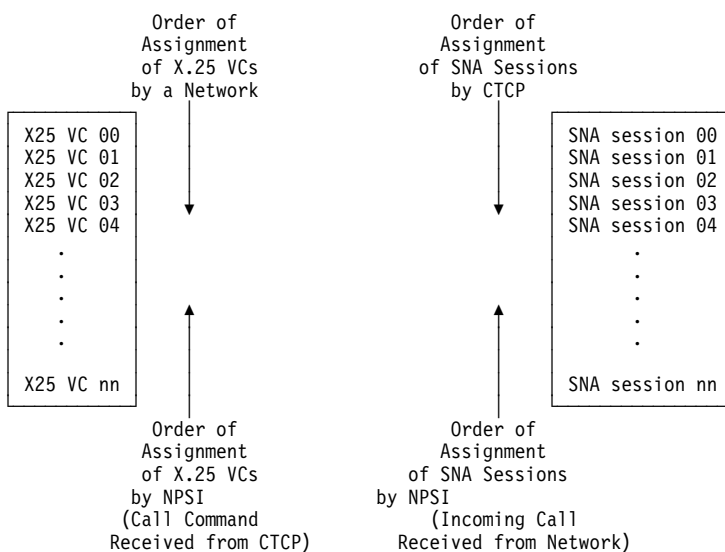 Order of
Assignment
of X.25 VCs
by a Network
Order of
Assignment
of SNA Sessions
by CTCP
X25 VC 00
X25 VC 01
X25 VC 02
X25 VC 03
X25 VC 04
.
.
.
.
.
X25 VC nn
SNA session 00
SNA session 01
SNA session 02
SNA session 03
SNA session 04
.
.
.
.
.
SNA session nn
Order of
Assignment
of X.25 VCs
by NPSI
(Call Command
Received from CTCP)
Order of
Assignment
of SNA Sessions
by NPSI
(Incoming Call
Received from Network)